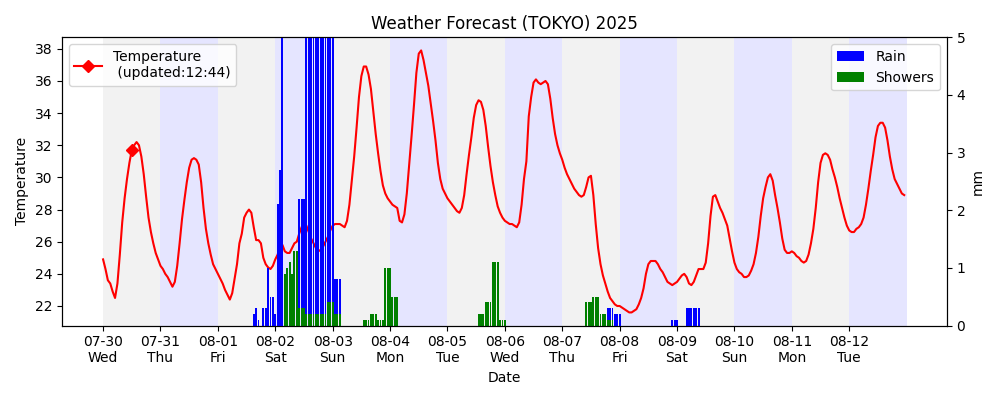 Weather Forecast (TOKYO) 2025
Temperature
(updated:12:44)
Rain
Showers
38
36
34
32
30
28
26
24
22
Temperature
5
4
3
2
1
0
mm
07-30 07-31 08-01 08-02 08-03 08-04 08-05 08-06 08-07 08-08 08-09 08-10 08-11 08-12
Wed Thu Fri Sat Sun Mon Tue Wed Thu Fri Sat Sun Mon Tue
Date